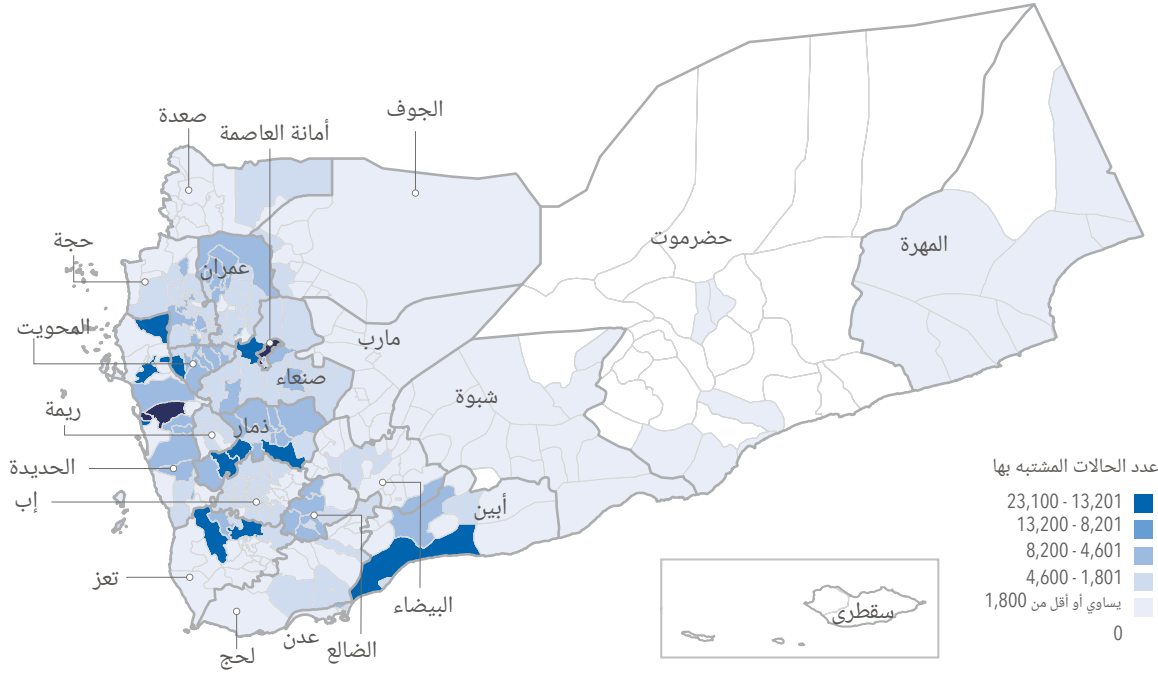 الجوف
صعدة
أمانة العاصمة
حجة
حضرموت
المهرة
عمران
المحويت
مارب
صنعاء
شبوة
ريمة
ذمار
الحديدة
إب
أبين
تعز
البيضاء
عدن
الضالع
لحج
سقطرى
عدد الحالات المشتبه بها
23,100 - 13,201
13,200 - 8,201
8,200 - 4,601
4,600 - 1,801
يساوي أو أقل من 1,800
0